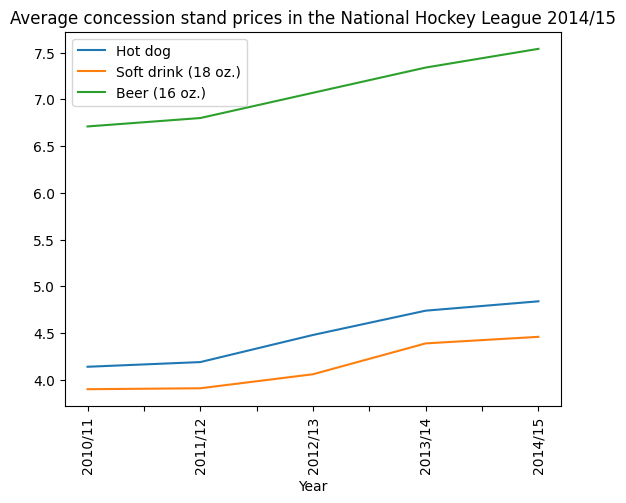 Average concession stand prices in the National Hockey League 2014/15
Hot dog
Soft drink (18 oz.)
Beer (16 oz.)
7.5
7.0
6.5
6.0
5.5
5.0
4.5
4.0
2010/11
2011/12
2012/13
2013/14
2014/15
Year